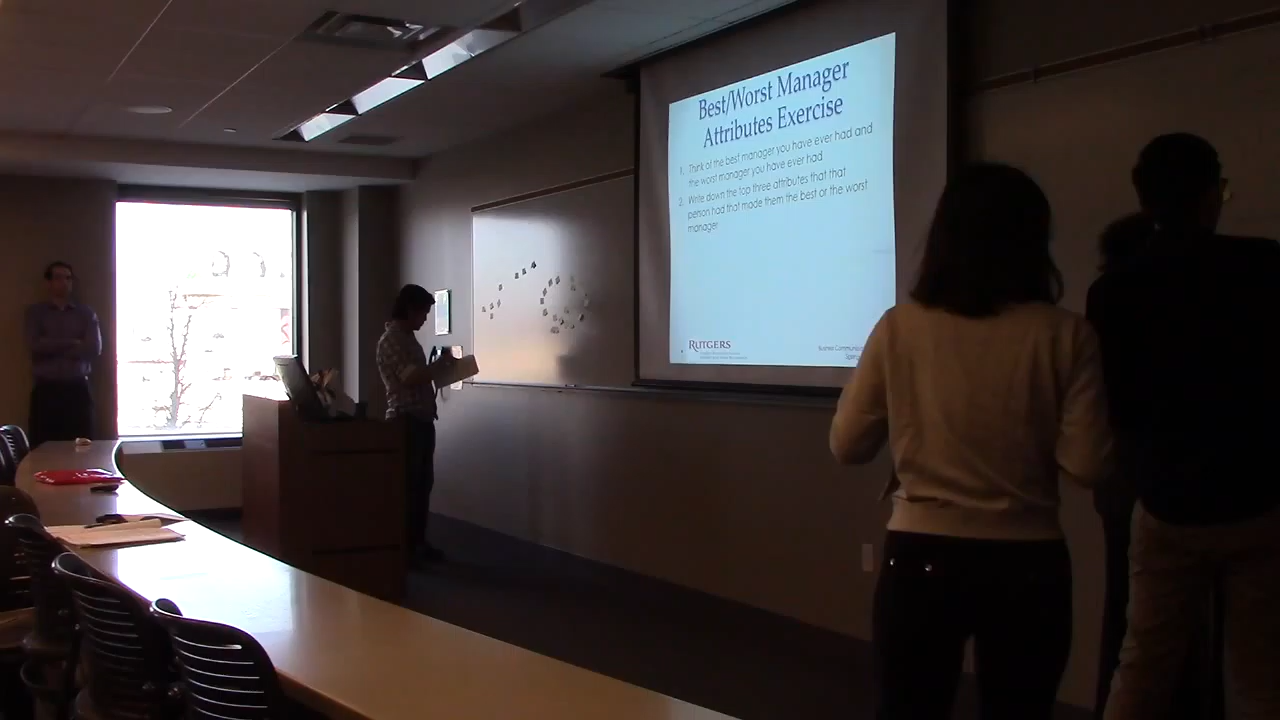 Best/Worst Manager
Attributes Exercise
1. Think of the best manager you have ever had and
the worst manager you have ever had
2. Write down the top three attributes that that
person had that made them the best or the worst
manager
RUTGERS
Business Communication